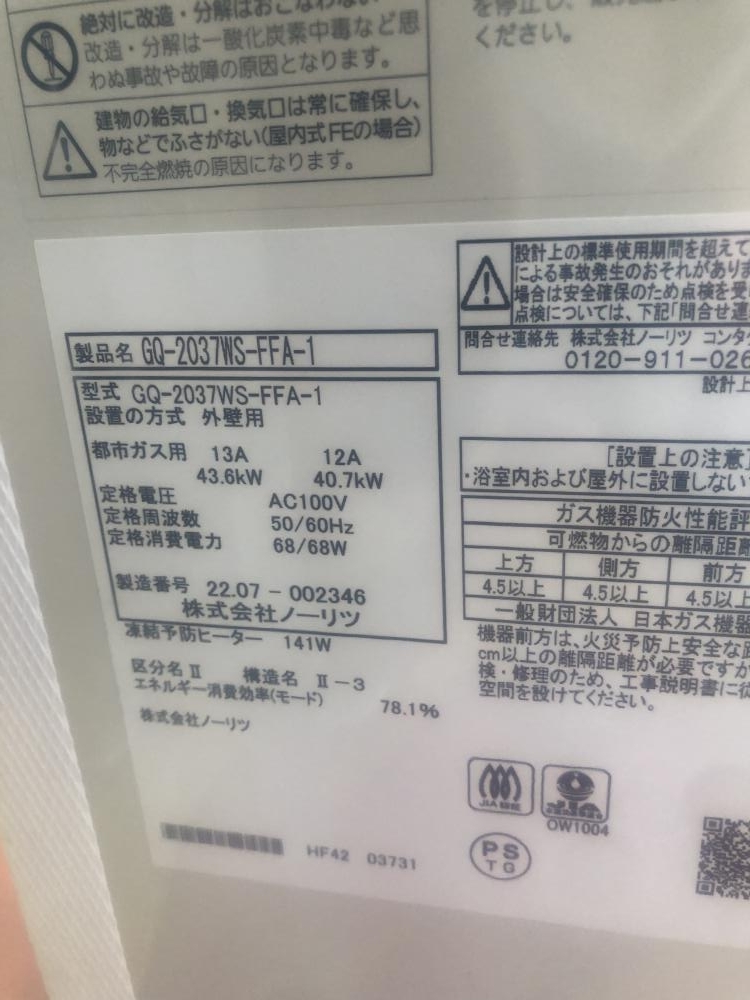 絶対に改造・分解はおこなわない
改造・分解は一酸化炭素中毒など思
わぬ事故や故障の原因となります。
ください。
建物の給気口・換気口は常に確保し、
物などでふさがない(屋内式FEの場合)
不完全燃焼の原因になります。
設計上の標準使用期間を超えて
による事故発生のおそれがありま
場合は安全確保のため点検を受
点検については、下記「問合せ連
問合せ連絡先 株式会社ノーリツ コンタク
0120-911-026
設計上
製品名 GQ-2037WS-FFA-1
型式 GQ-2037WS-FFA-1
設置の方式 外壁用
都市ガス用 13A 12A
43.6kW 40.7kW
定格電圧 AC100V
定格周波数 50/60Hz
定格消費電力 68/68W
製造番号 22.07 - 002346
株式会社ノーリツ
凍結予防ヒーター 141W
区分名 Ⅱ 構造名 Ⅱ-3
エネルギー消費効率(モード) 78.1%
株式会社ノーリツ
HF42 03731
[設置上の注意]
・浴室内および屋外に設置しない
ガス機器防火性能評
可燃物からの離隔距離
上方 側方 前方
4.5以上 4.5以上 4.5以上
一般財団法人 日本ガス機器
機器前方は、火災予防上安全な距
cm以上の離隔距離が必要ですが
検・修理のため、工事説明書に従
空間を設けてください。
JIA
OW1004
PS
TG